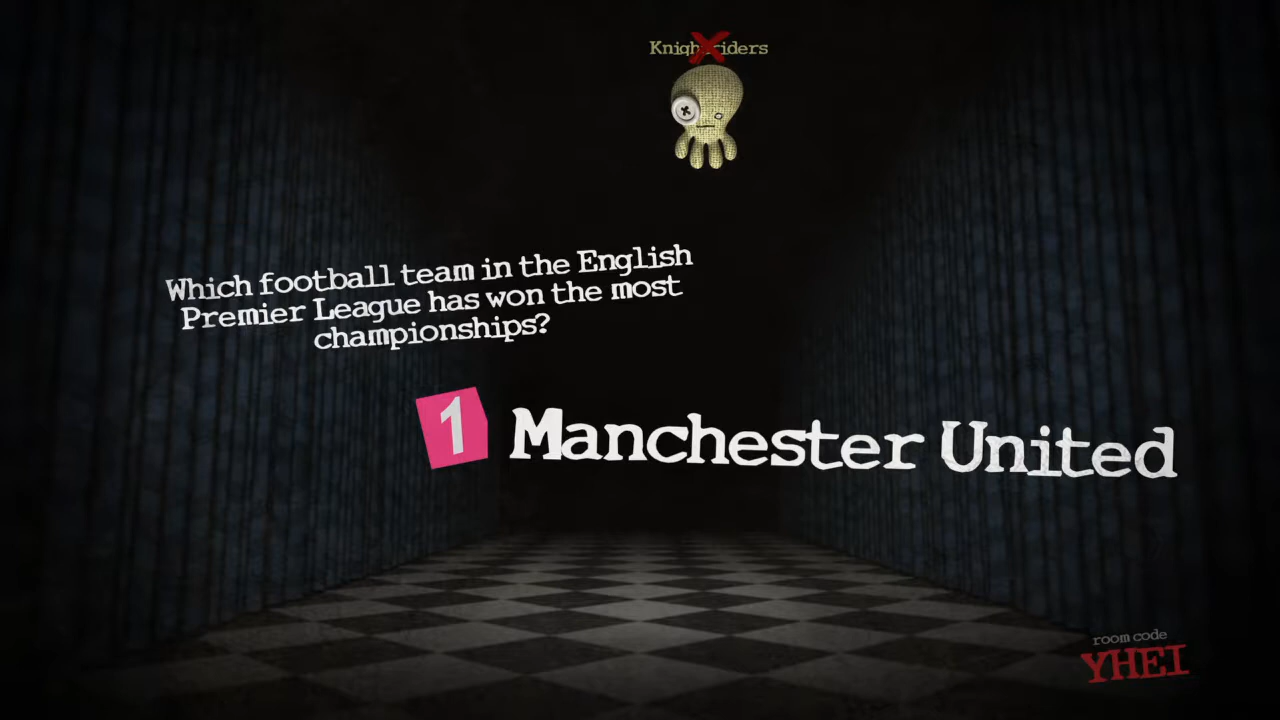 Which football team in the English
Premier League has won the most
championships?
1 Manchester United
room code
YHEI